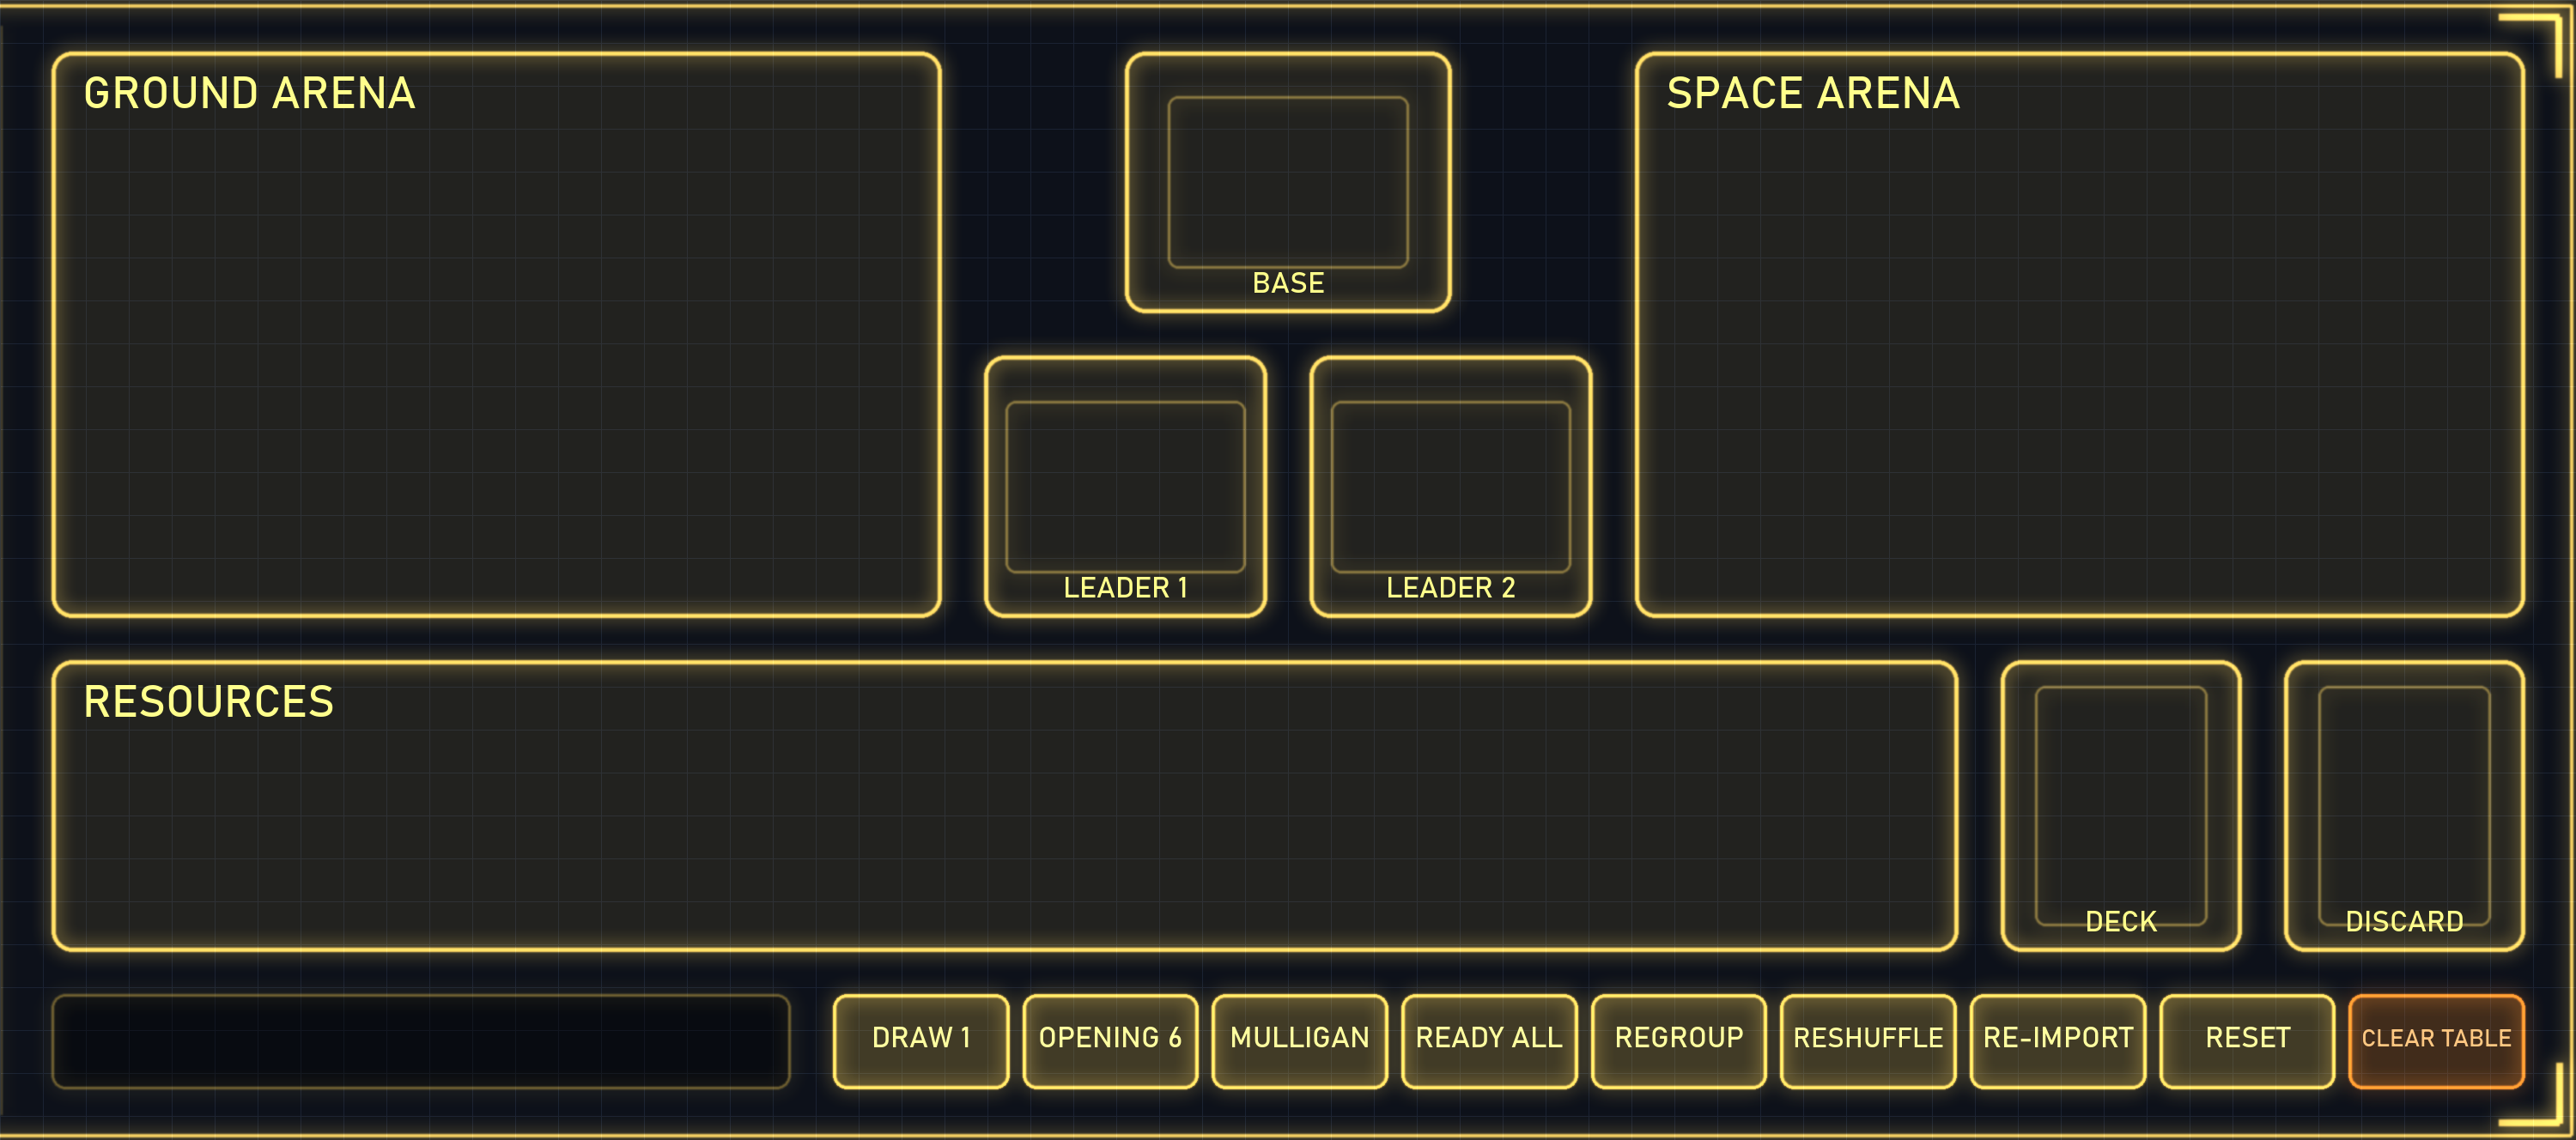 GROUND ARENA
SPACE ARENA
BASE
LEADER 1
LEADER 2
RESOURCES
DECK
DISCARD
DRAW 1
OPENING 6
MULLIGAN
READY ALL
REGROUP
RESHUFFLE
RE-IMPORT
RESET
CLEAR TABLE